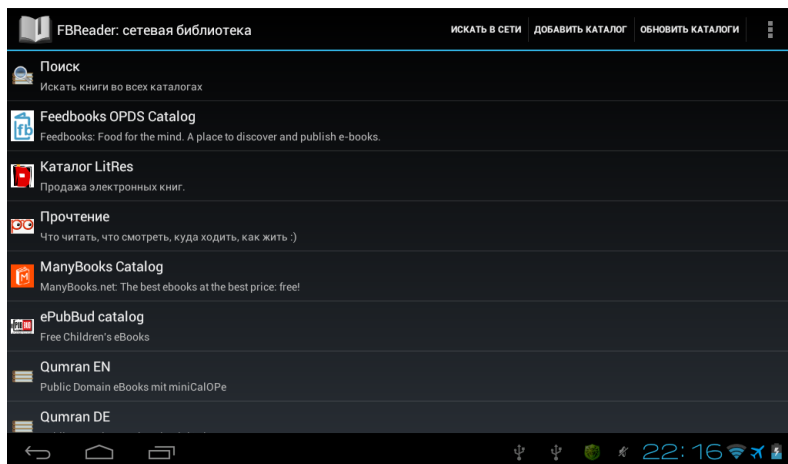 FBReader: сетевая библиотека
ИСКАТЬ В СЕТИ ДОБАВИТЬ КАТАЛОГ ОБНОВИТЬ КАТАЛОГИ
Поиск
Искать книги во всех каталогах
Feedbooks OPDS Catalog
Feedbooks: Food for the mind. A place to discover and publish e-books.
Каталог LitRes
Продажа электронных книг.
Прочтение
Что читать, что смотреть, куда ходить, как жить :)
ManyBooks Catalog
ManyBooks.net: The best ebooks at the best price: free!
ePubBud catalog
Free Children's eBooks
Qumran EN
Public Domain eBooks mit miniCalOPe
Qumran DE
22:16